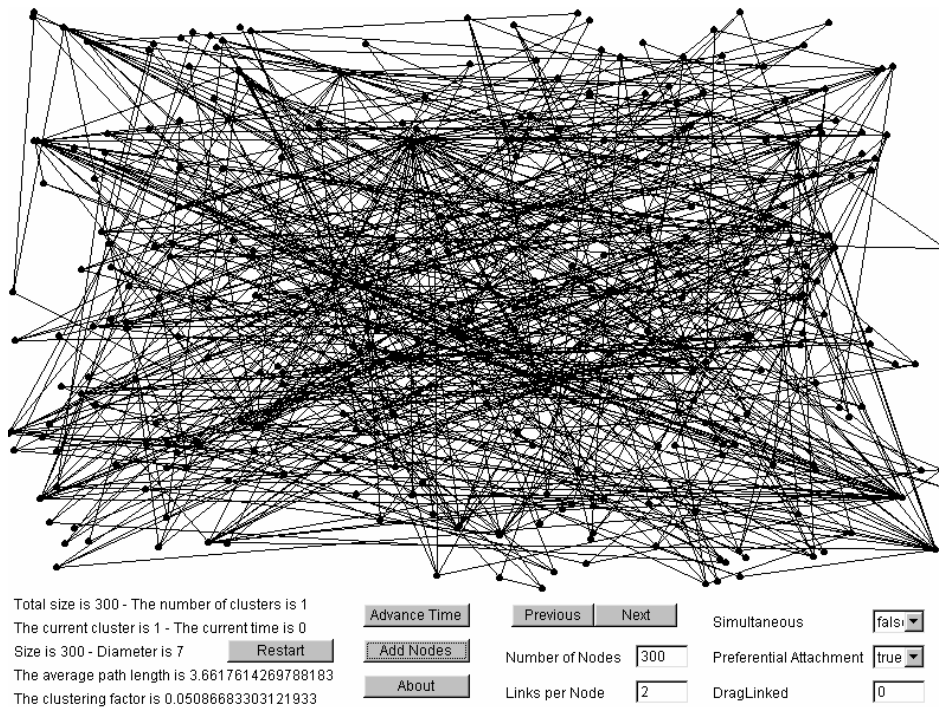 Total size is 300 - The number of clusters is 1
The current cluster is 1 - The current time is 0
Size is 300 - Diameter is 7
Restart
The average path length is 3.6617614269788183
The clustering factor is 0.05086683303121933
Advance Time
Add Nodes
About
Previous
Next
Number of Nodes 300
Links per Node 2
Simultaneous fals
Preferential Attachment true
DragLinked 0